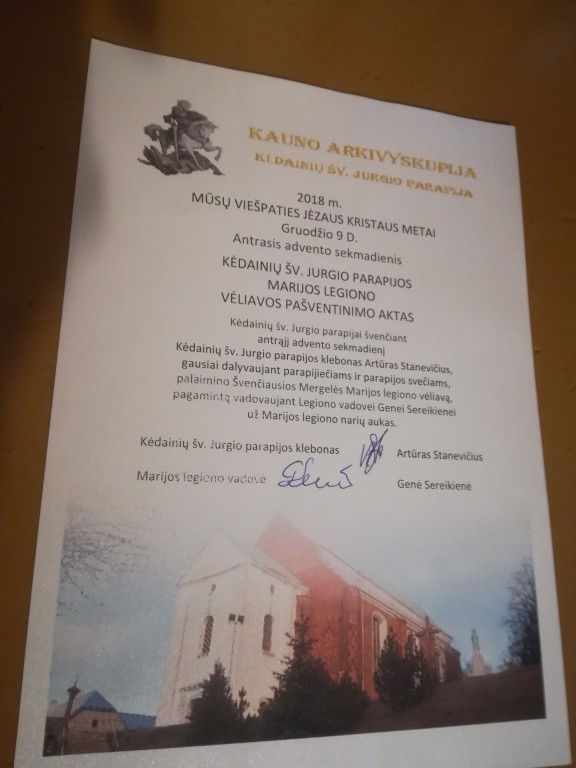 KAUNO ARKIVYSKUPIJA
KĖDAINIŲ ŠV. JURGIO PARAPIJA
2018 m.
MŪSŲ VIEŠPATIES JĖZAUS KRISTAUS METAI
Gruodžio 9 D.
Antrasis advento sekmadienis
KĖDAINIŲ ŠV. JURGIO PARAPIJOS
MARIJOS LEGIONO
VĖLIAVOS PAŠVENTINIMO AKTAS
Kėdainių šv. Jurgio parapijai švenčiant
antrąjį advento sekmadienį
Kėdainių šv. Jurgio parapijos klebonas Artūras Stanevičius,
gausiai dalyvaujant parapijiečiams ir parapijos svečiams,
palaimino Švenčiausios Mergelės Marijos legiono vėliavą,
pagamintą vadovaujant Legiono vadovei Genei Sereikienei
už Marijos legiono narių aukas.
Kėdainių šv. Jurgio parapijos klebonas Artūras Stanevičius
Marijos legiono vadovė Genė Sereikienė